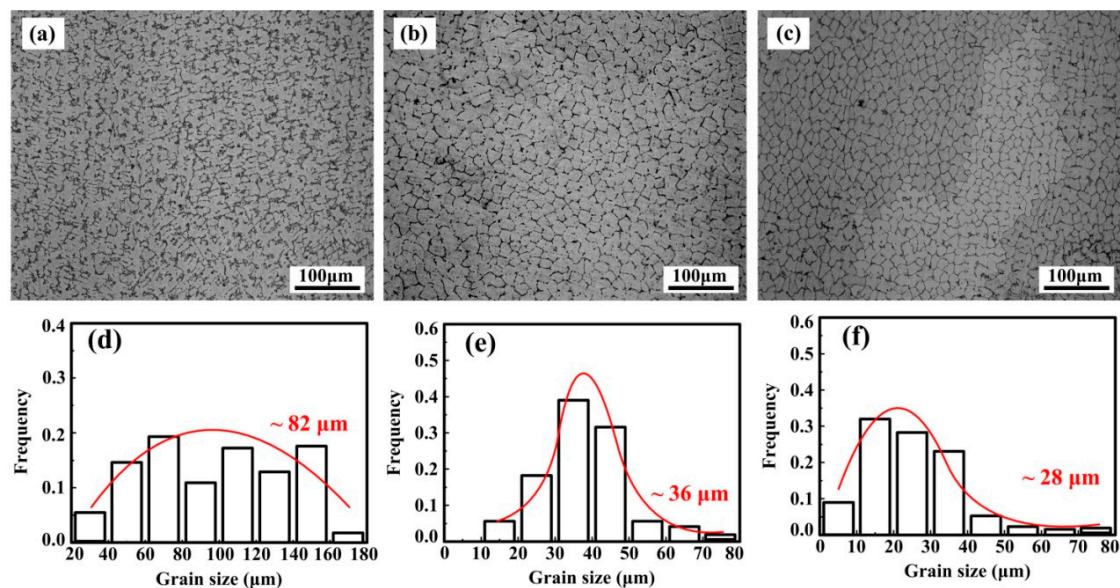 (a)
(b)
(c)
100μm
100μm
100μm
(d)
(e)
(f)
0.4
0.3
0.2
0.1
0.0
Frequency
~ 82 μm
20 40 60 80 100 120 140 160 180
Grain size (μm)
0.6
0.5
0.4
0.3
0.2
0.1
0.0
Frequency
~ 36 μm
0 10 20 30 40 50 60 70 80
Grain size (μm)
0.6
0.5
0.4
0.3
0.2
0.1
0.0
Frequency
~ 28 μm
0 10 20 30 40 50 60 70 80
Grain size (μm)